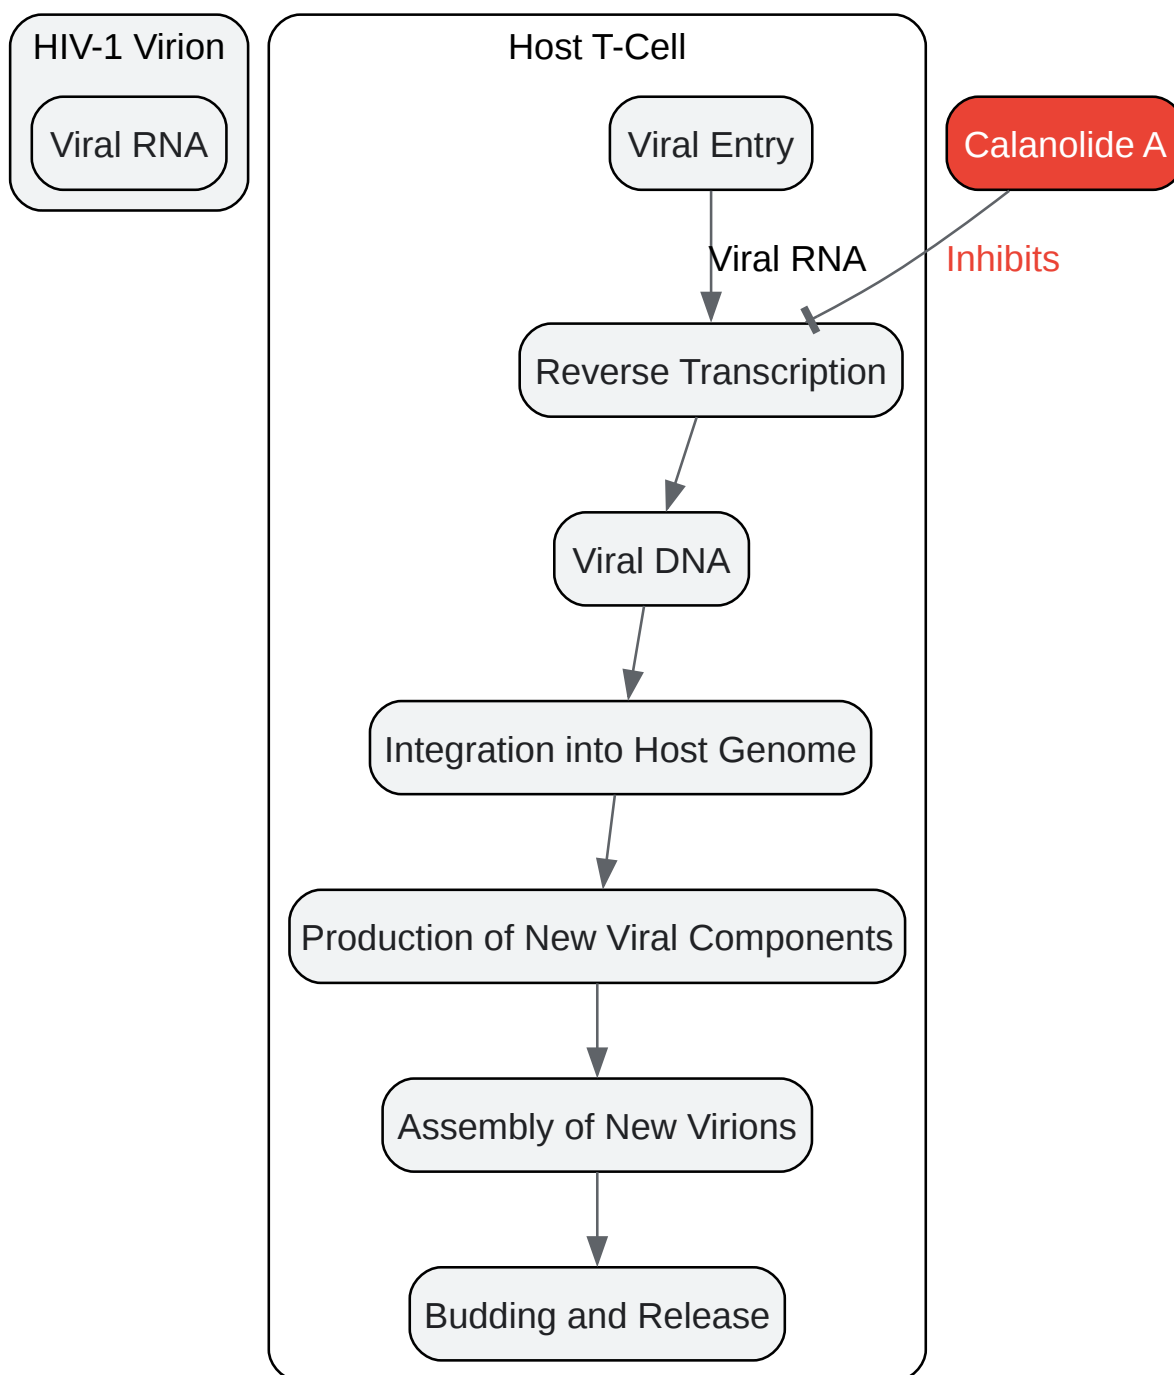 HIV-1 Virion
Viral RNA
Host T-Cell
Viral Entry
Calanolide A
Viral RNA
Inhibits
Reverse Transcription
Viral DNA
Integration into Host Genome
Production of New Viral Components
Assembly of New Virions
Budding and Release